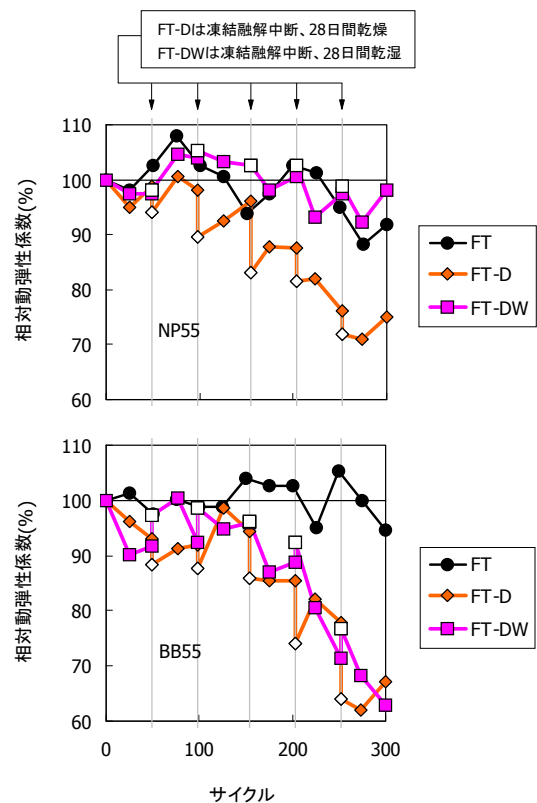 FT-Dは凍結融解中断、28日間乾燥
FT-DWは凍結融解中断、28日間乾湿
相対動弾性係数(%)
110
100
90
80
70
60
NP55
FT
FT-D
FT-DW
相対動弾性係数(%)
110
100
90
80
70
60
BB55
FT
FT-D
FT-DW
0 100 200 300
サイクル